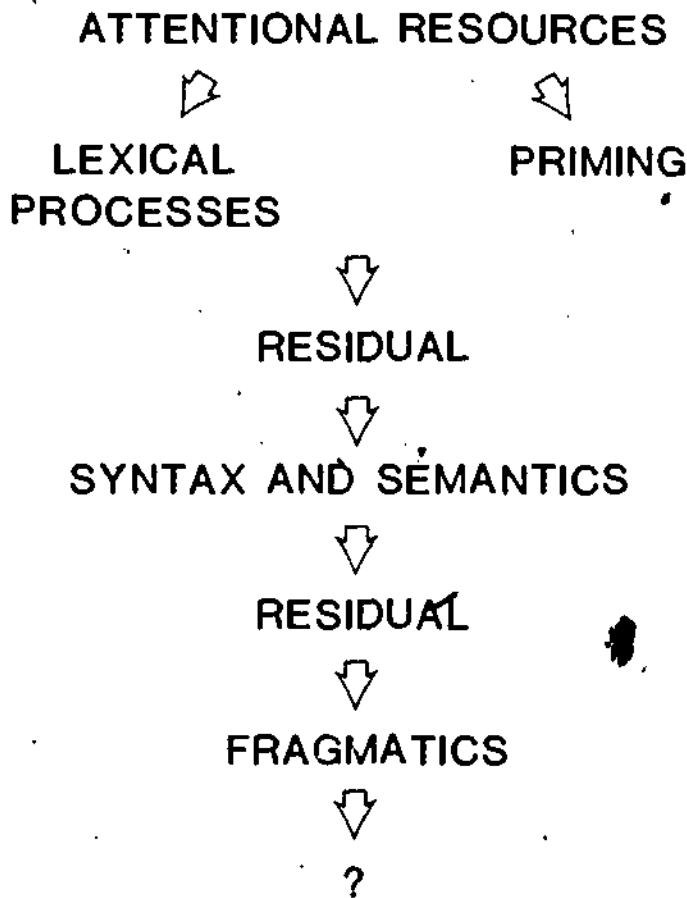 ATTENTIONAL RESOURCES
LEXICAL PROCESSES
PRIMING
RESIDUAL
SYNTAX AND SEMANTICS
RESIDUAL
FRAGMATICS
?